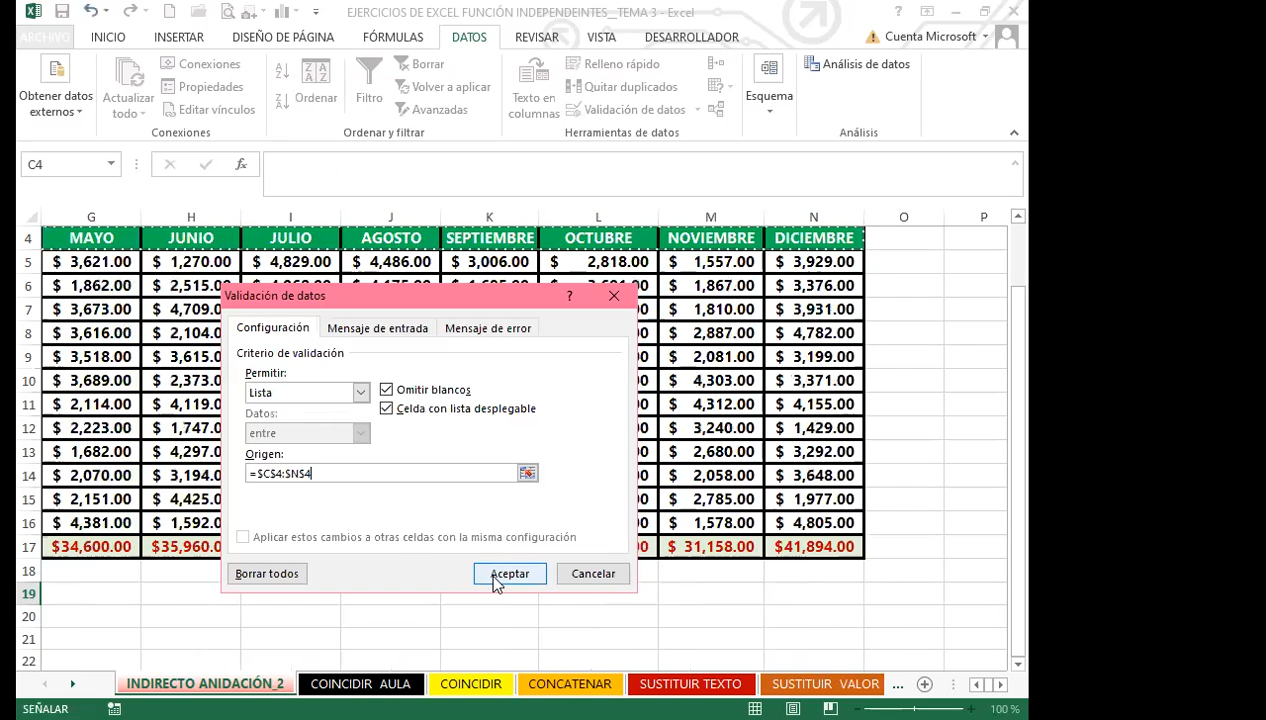 EJERCICIOS DE EXCEL FUNCIÓN INDEPENDEINTES_TEMA 3 - Excel
ARCHIVO INICIO INSERTAR DISEÑO DE PÁGINA FÓRMULAS DATOS REVISAR VISTA DESARROLLADOR Cuenta Microsoft
Obtener datos externos
Actualizar todo
Conexiones
Propiedades
Editar vínculos
Conexiones
Ordenar
Filtro
Borrar
Volver a aplicar
Avanzadas
Ordenar y filtrar
Texto en columnas
Relleno rápido
Quitar duplicados
Validación de datos
Herramientas de datos
Esquema
Análisis de datos
Análisis
C4 fx
G H I J K L M N O P
4 MAYO JUNIO JULIO AGOSTO SEPTIEMBRE OCTUBRE NOVIEMBRE DICIEMBRE
5 $ 3,621.00 $ 1,270.00 $ 4,829.00 $ 4,486.00 $ 3,006.00 $ 2,818.00 $ 1,557.00 $ 3,929.00
6 $ 1,862.00 $ 2,515.00 $ 1,867.00 $ 3,376.00
7 $ 3,673.00 $ 4,709.0 $ 1,810.00 $ 3,931.00
8 $ 3,616.00 $ 2,104.0 $ 2,887.00 $ 4,782.00
9 $ 3,518.00 $ 3,615.0 $ 2,081.00 $ 3,199.00
10 $ 3,689.00 $ 2,373.0 $ 4,303.00 $ 3,371.00
11 $ 2,114.00 $ 4,119.0 $ 4,312.00 $ 4,155.00
12 $ 2,223.00 $ 1,747.0 $ 3,240.00 $ 1,429.00
13 $ 1,682.00 $ 4,297.0 $ 2,680.00 $ 3,292.00
14 $ 2,070.00 $ 3,194.0 $ 2,058.00 $ 3,648.00
15 $ 2,151.00 $ 4,425.0 $ 2,785.00 $ 1,977.00
16 $ 4,381.00 $ 1,592.0 $ 1,578.00 $ 4,805.00
17 $34,600.00 $35,960.0 $ 31,158.00 $41,894.00
18
19
20
21
22
Validación de datos ?
Configuración Mensaje de entrada Mensaje de error
Criterio de validación
Permitir:
Lista
Omitir blancos
Datos:
Celda con lista desplegable
entre
Origen:
=$C$4:$N$4
Aplicar estos cambios a otras celdas con la misma configuración
Borrar todos Aceptar Cancelar
INDIRECTO ANIDACIÓN_2 COINCIDIR AULA COINCIDIR CONCATENAR SUSTITUIR TEXTO SUSTITUIR VALOR ...
SEÑALAR 100 %